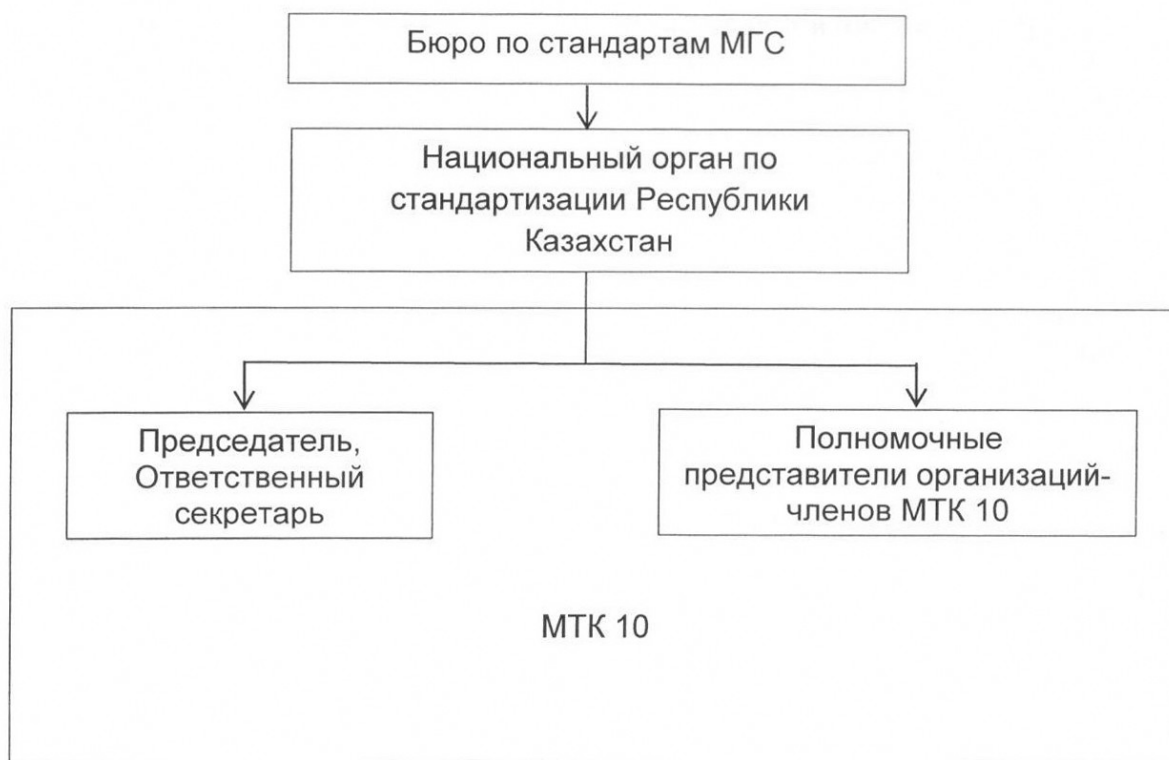 Бюро по стандартам МГС
Национальный орган по
стандартизации Республики
Казахстан
Председатель,
Ответственный
секретарь
Полномочные
представители организаций-
членов МТК 10
МТК 10